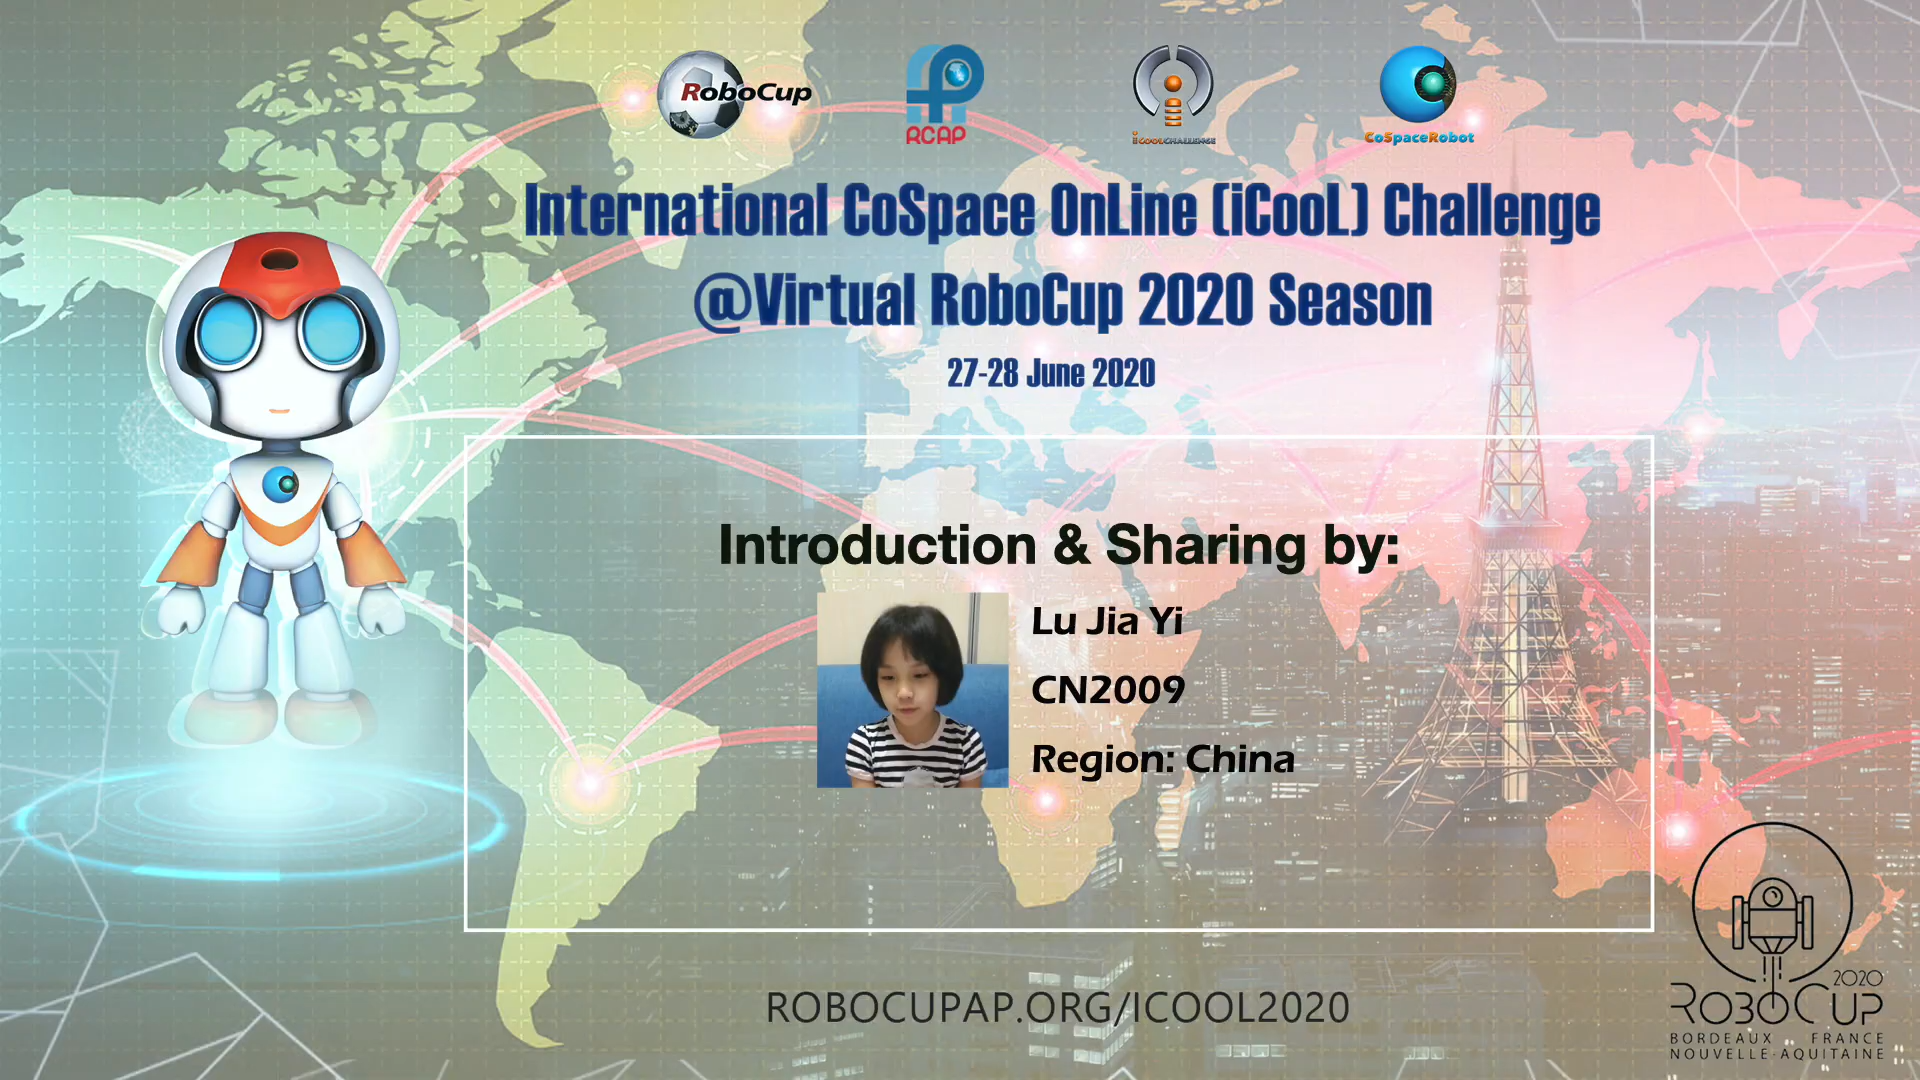 RoboCup
RCAP
iCOOLCHALLENGE
CoSpaceRobot
International CoSpace OnLine (iCooL) Challenge
@Virtual RoboCup 2020 Season
27-28 June 2020
Introduction & Sharing by:
Lu Jia Yi
CN2009
Region: China
ROBOCUPAP.ORG/ICOOL2020
2020
ROBOCUP
BORDEAUX FRANCE
NOUVELLE-AQUITAINE